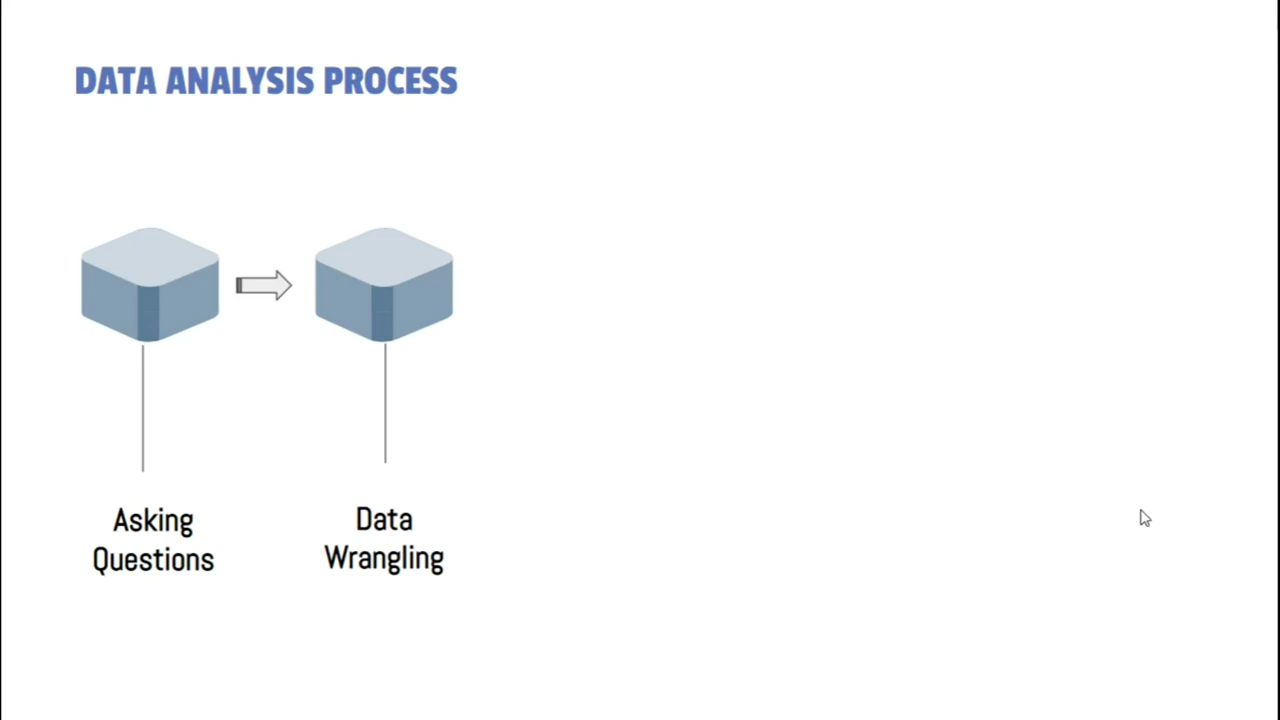 DATA ANALYSIS PROCESS
Asking
Questions
Data
Wrangling